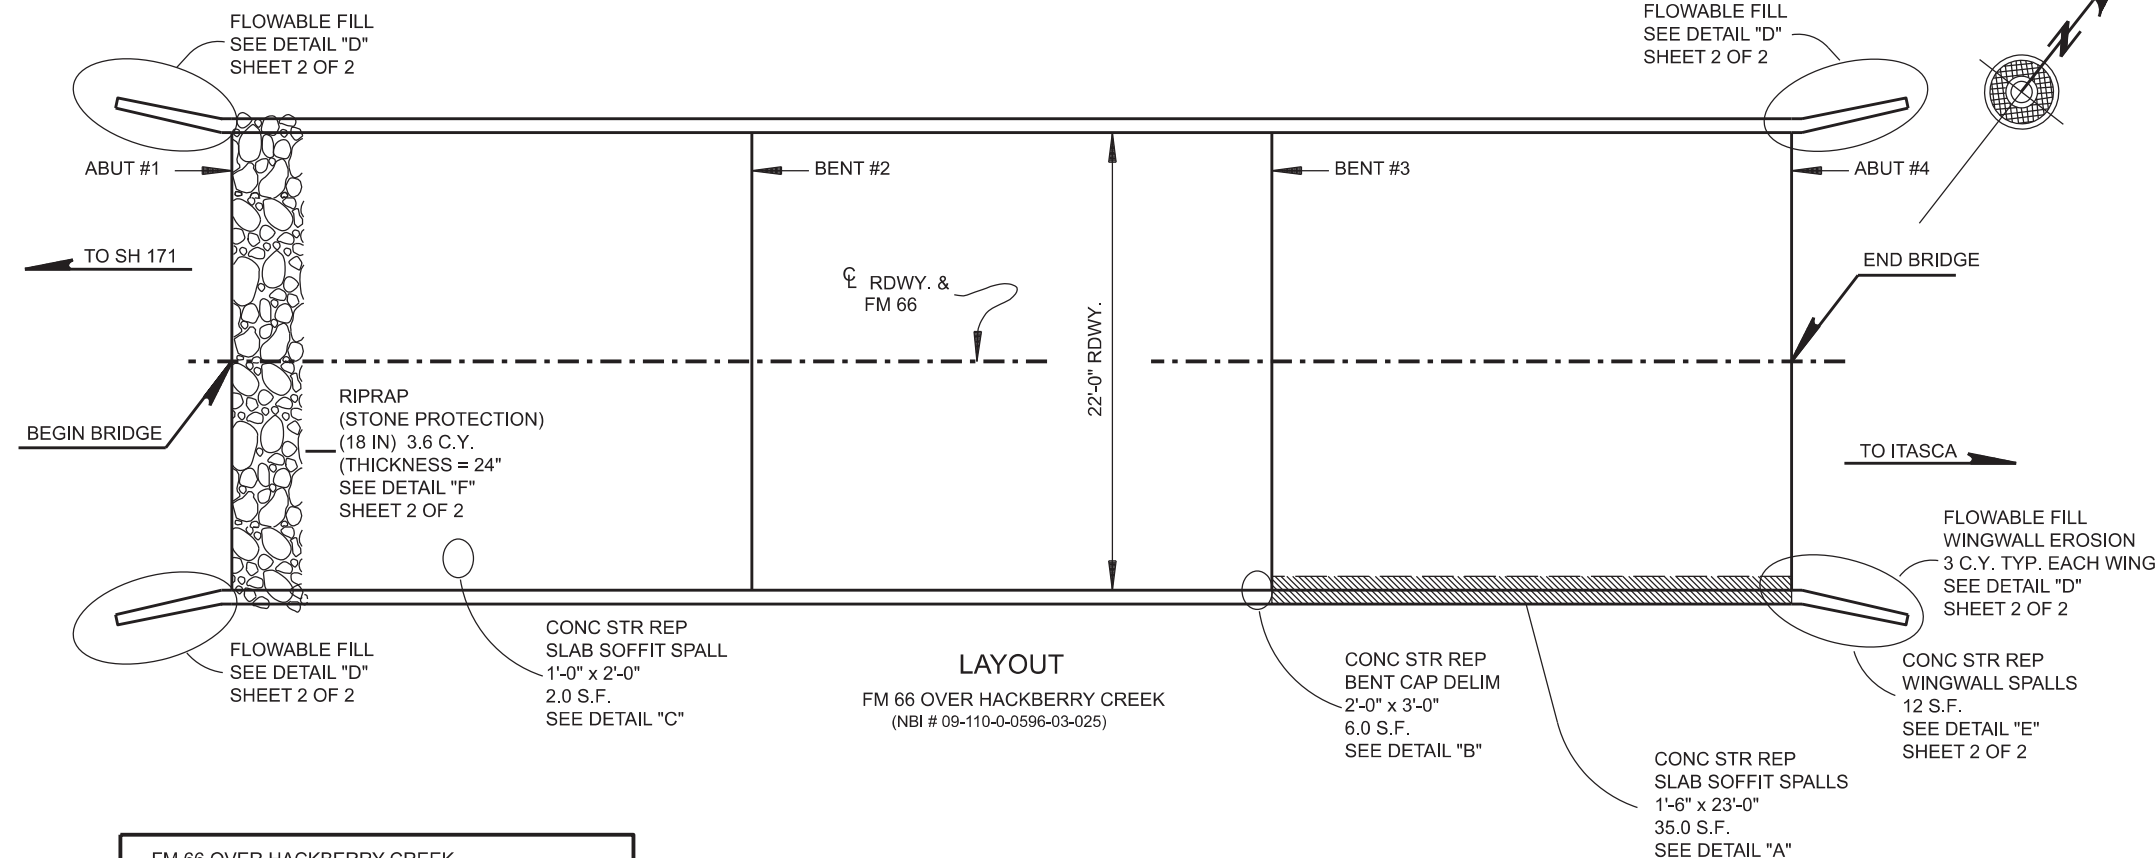 FLOWABLE FILL
SEE DETAIL "D"
SHEET 2 OF 2
FLOWABLE FILL
SEE DETAIL "D"
SHEET 2 OF 2
N
ABUT #1
BENT #2
BENT #3
ABUT #4
TO SH 171
℄ RDWY. &
FM 66
22'-0" RDWY.
END BRIDGE
BEGIN BRIDGE
RIPRAP
(STONE PROTECTION)
(18 IN) 3.6 C.Y.
(THICKNESS = 24"
SEE DETAIL "F"
SHEET 2 OF 2
TO ITASCA
FLOWABLE FILL
WINGWALL EROSION
3 C.Y. TYP. EACH WING
SEE DETAIL "D"
SHEET 2 OF 2
FLOWABLE FILL
SEE DETAIL "D"
SHEET 2 OF 2
CONC STR REP
SLAB SOFFIT SPALL
1'-0" x 2'-0"
2.0 S.F.
SEE DETAIL "C"
LAYOUT
FM 66 OVER HACKBERRY CREEK
(NBI # 09-110-0-0596-03-025)
CONC STR REP
BENT CAP DELIM
2'-0" x 3'-0"
6.0 S.F.
SEE DETAIL "B"
CONC STR REP
WINGWALL SPALLS
12 S.F.
SEE DETAIL "E"
SHEET 2 OF 2
CONC STR REP
SLAB SOFFIT SPALLS
1'-6" x 23'-0"
35.0 S.F.
SEE DETAIL "A"
FM 66 OVER HACKBERRY CREEK